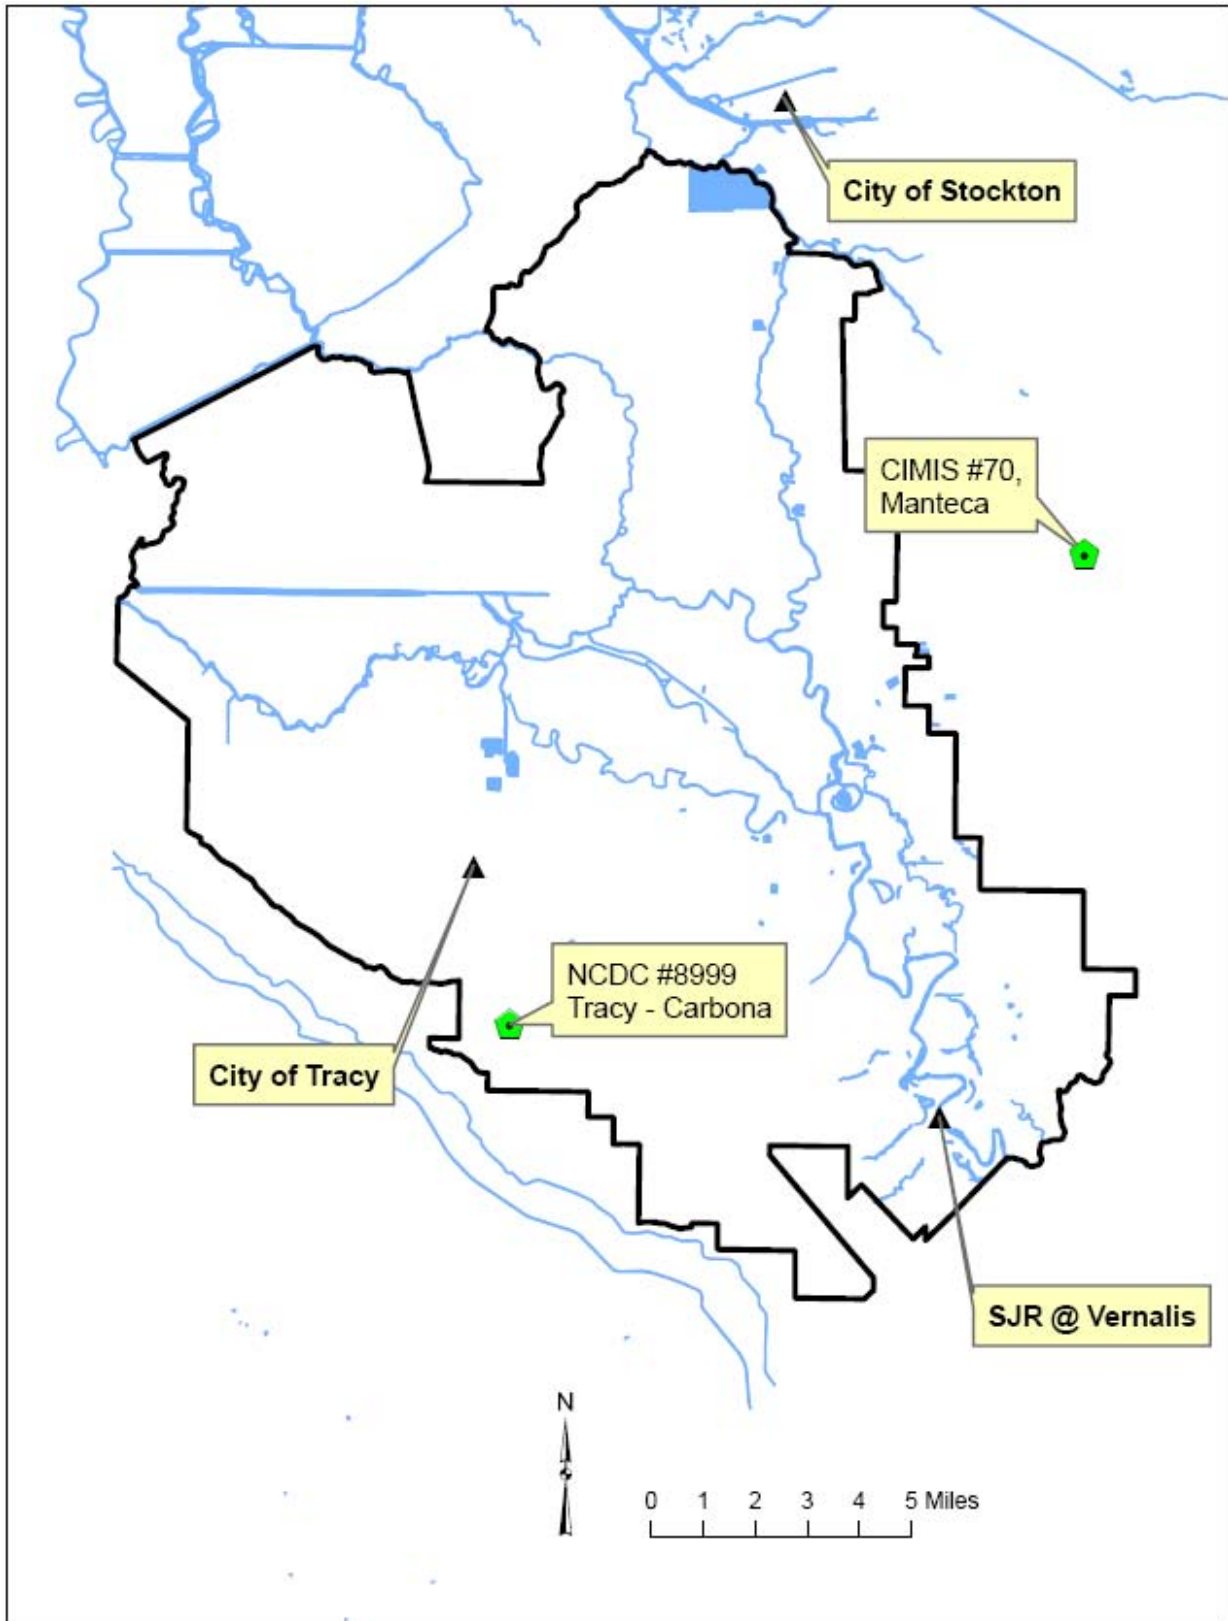 City of Stockton
CIMIS #70,
Manteca
NCDC #8999
Tracy - Carbona
City of Tracy
SJR @ Vernalis
N
0 1 2 3 4 5 Miles